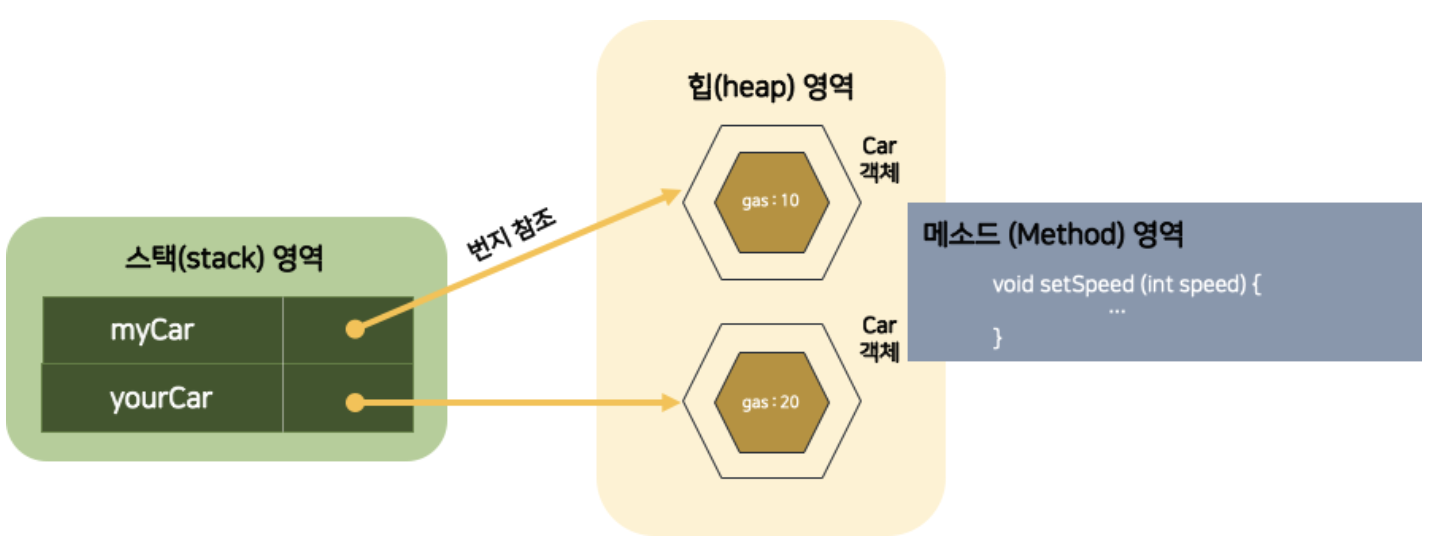 힙(heap) 영역
Car
객체
gas : 10
번지 참조
스택(stack) 영역
myCar
yourCar
Car
객체
gas : 20
메소드 (Method) 영역
void setSpeed (int speed) {
...
}